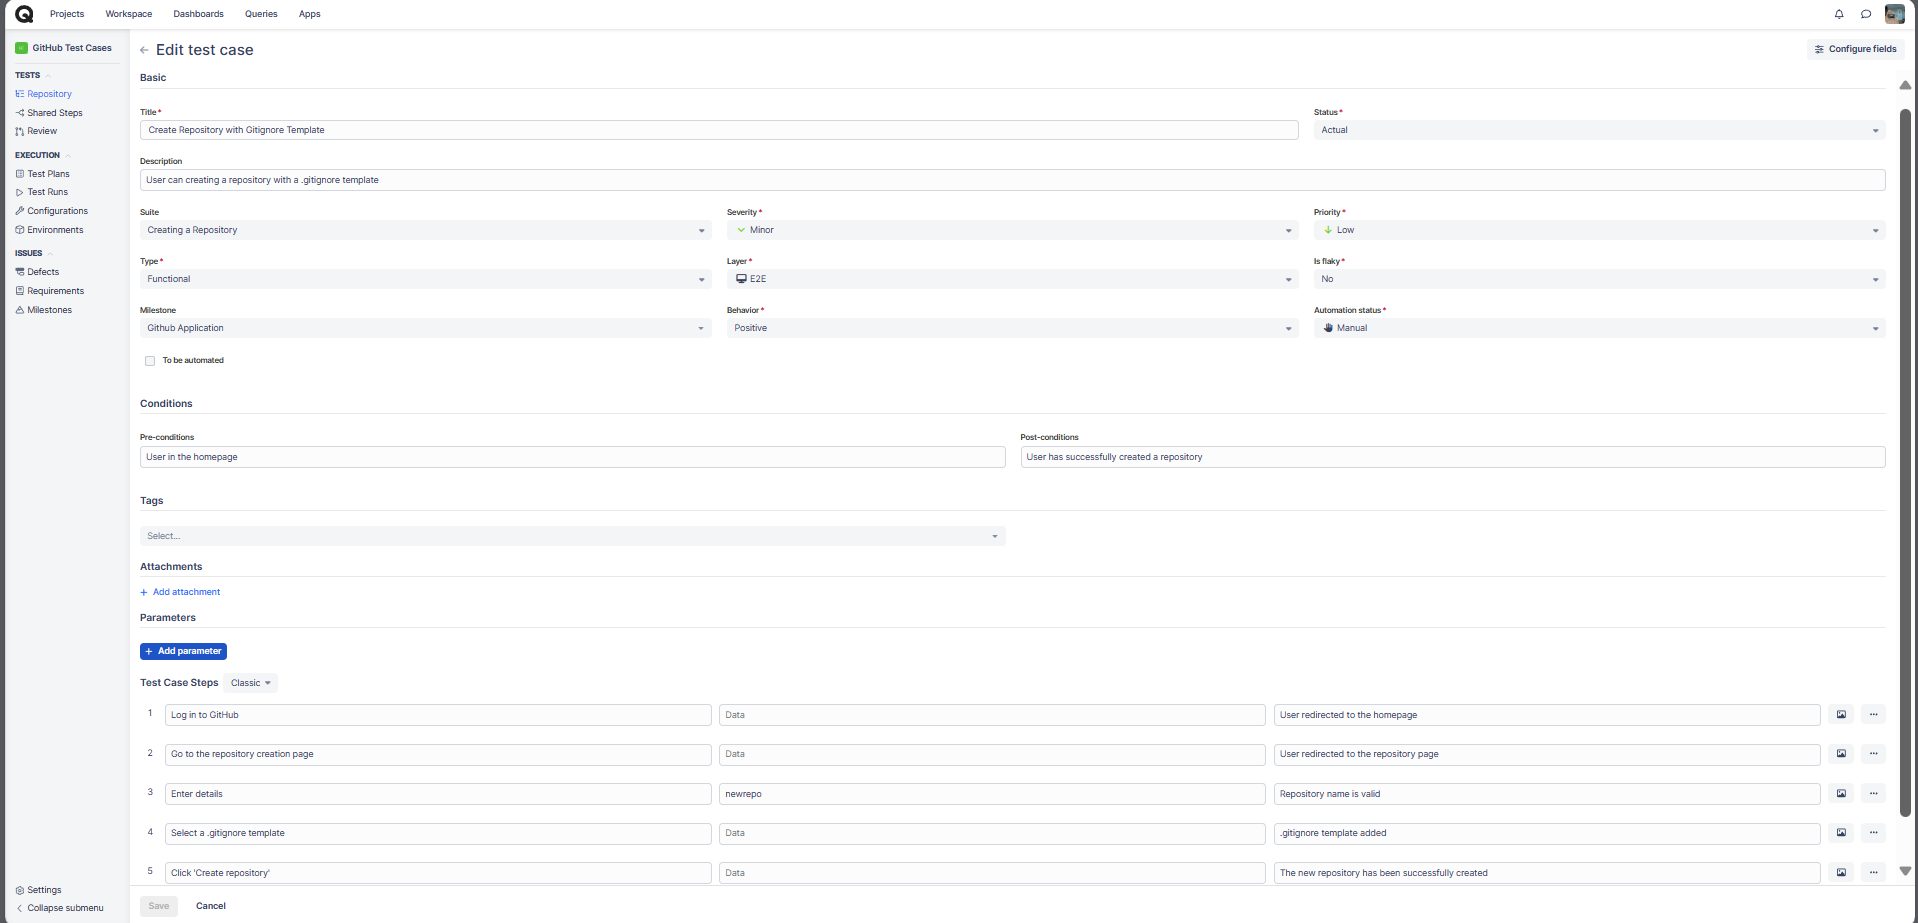 Projects Workspace Dashboards Queries Apps
GitHub Test Cases
TESTS
Repository
Shared Steps
Review
EXECUTION
Test Plans
Test Runs
Configurations
Environments
ISSUES
Defects
Requirements
Milestones
Settings
Collapse submenu
Edit test case
Configure fields
Basic
Title*
Create Repository with Gitignore Template
Status*
Actual
Description
User can creating a repository with a .gitignore template
Suite
Creating a Repository
Severity*
Minor
Priority*
Low
Type*
Functional
Layer*
E2E
Is flaky*
No
Milestone
Github Application
Behavior*
Positive
Automation status*
Manual
To be automated
Conditions
Pre-conditions
User in the homepage
Post-conditions
User has successfully created a repository
Tags
Select...
Attachments
+ Add attachment
Parameters
+ Add parameter
Test Case Steps Classic
1 Log in to GitHub Data User redirected to the homepage
2 Go to the repository creation page Data User redirected to the repository page
3 Enter details newrepo Repository name is valid
4 Select a .gitignore template Data .gitignore template added
5 Click 'Create repository' Data The new repository has been successfully created
Save Cancel